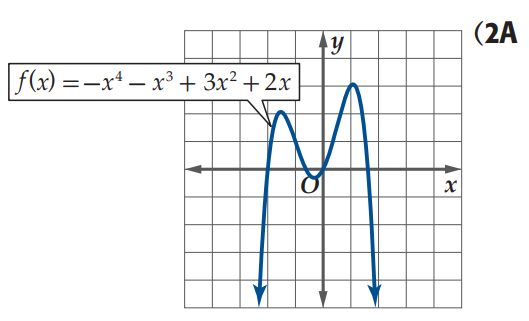 (2A
y
f(x) = −x⁴ − x³ + 3x² + 2x
O
x